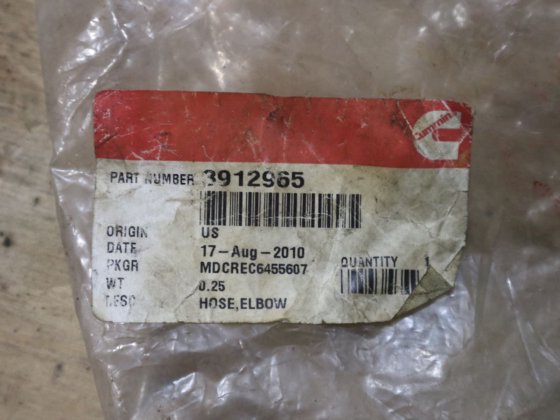 Cummins
PART NUMBER 3912965
ORIGIN US
DATE 17-Aug-2010
PKGR MDCREC6455607
QUANTITY 1
WT 0.25
DESC HOSE,ELBOW